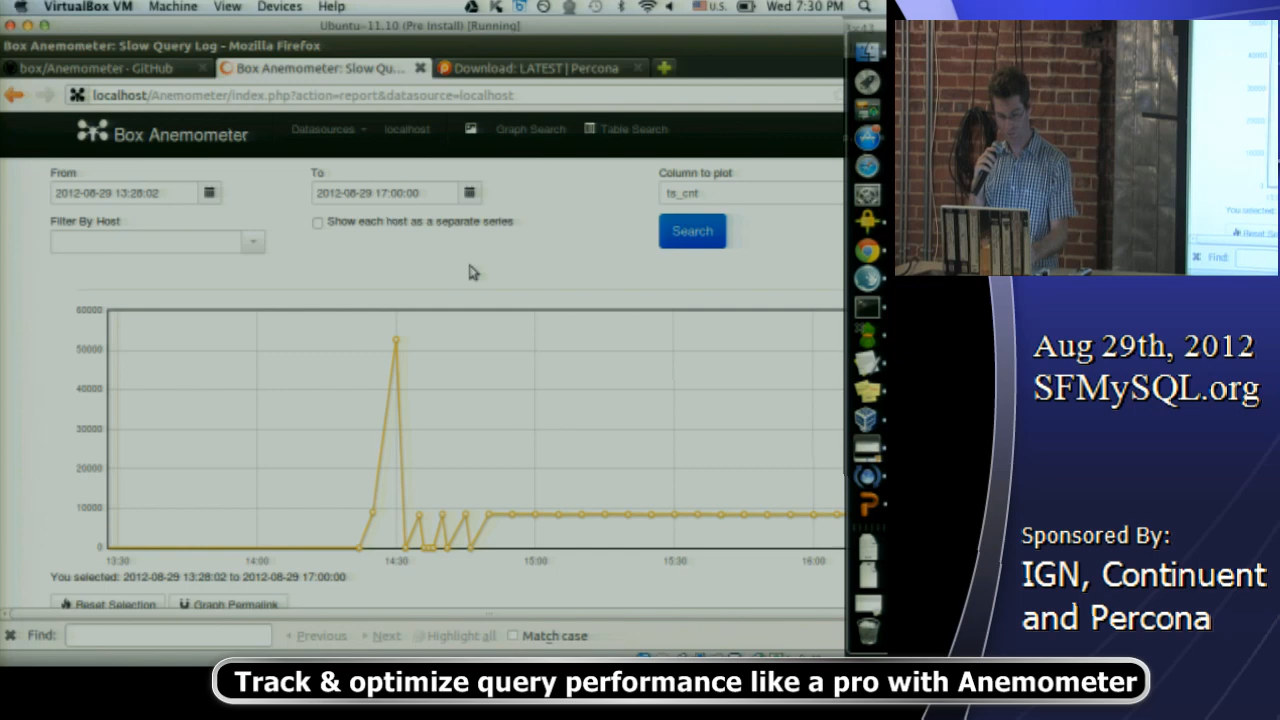 VirtualBox VM Machine View Devices Help U.S. Wed 7:30 PM
Ubuntu-11.10 (Pre Install) [Running]
Box Anemometer: Slow Query Log - Mozilla Firefox
box/Anemometer · GitHub Box Anemometer: Slow Qu... Download: LATEST | Percona
localhost/Anemometer/index.php?action=report&datasource=localhost
Box Anemometer Datasources localhost Graph Search Table Search
From To Column to plot
2012-08-29 13:28:02 2012-08-29 17:00:00 ts_cnt
Filter By Host Show each host as a separate series
Search
60000
50000
40000
30000
20000
10000
0
13:30 14:00 14:30 15:00 15:30 16:00
You selected: 2012-08-29 13:28:02 to 2012-08-29 17:00:00
Reset Selection Graph Permalink
Find: Previous Next Highlight all Match case
You selected:
Reset Se
Find:
Aug 29th, 2012
SFMySQL.org
Sponsored By:
IGN, Continuent
and Percona
Track & optimize query performance like a pro with Anemometer